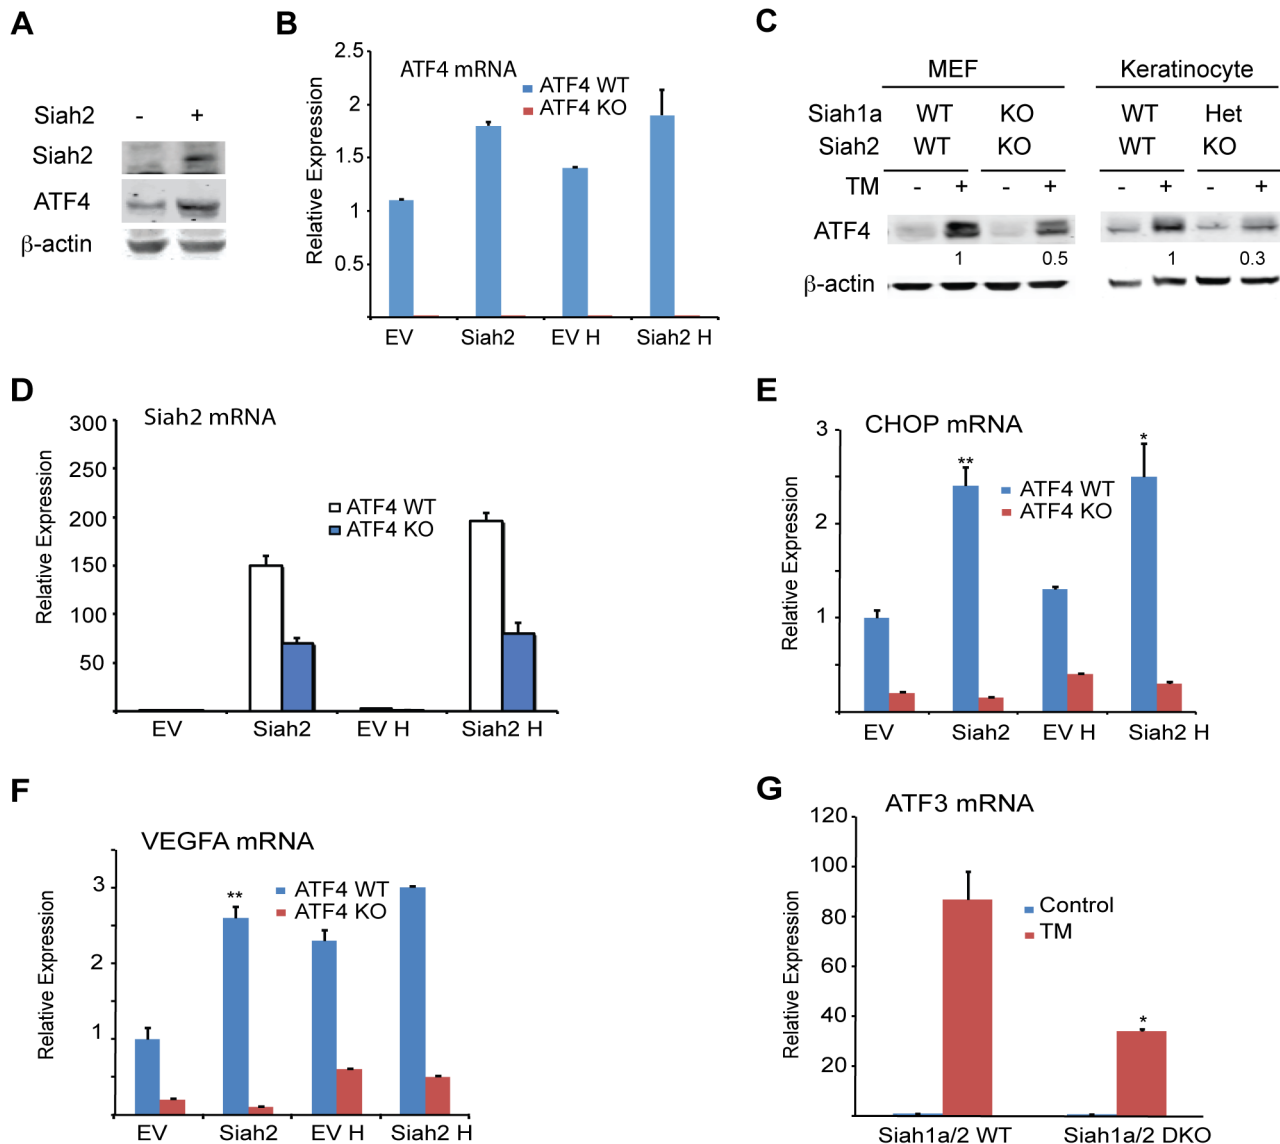 A
Siah2 - +
Siah2
ATF4
β-actin
B
ATF4 mRNA
ATF4 WT
ATF4 KO
Relative Expression
2.5
2
1.5
1
0.5
EV Siah2 EV H Siah2 H
C
MEF Keratinocyte
Siah1a WT KO WT Het
Siah2 WT KO WT KO
TM - + - + - + - +
ATF4
1 0.5 1 0.3
β-actin
D
Siah2 mRNA
ATF4 WT
ATF4 KO
Relative Expression
300
250
200
150
100
50
EV Siah2 EV H Siah2 H
E
CHOP mRNA
** *
ATF4 WT
ATF4 KO
Relative Expression
3
2
1
EV Siah2 EV H Siah2 H
F
VEGFA mRNA
**
ATF4 WT
ATF4 KO
Relative Expression
3
2
1
EV Siah2 EV H Siah2 H
G
ATF3 mRNA
Control
TM
*
Relative Expression
120
100
80
60
40
20
Siah1a/2 WT Siah1a/2 DKO